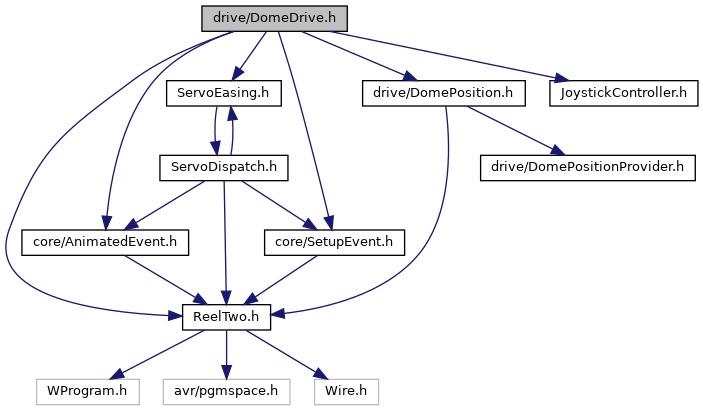 drive/DomeDrive.h
ServoEasing.h
drive/DomePosition.h
JoystickController.h
ServoDispatch.h
drive/DomePositionProvider.h
core/AnimatedEvent.h
core/SetupEvent.h
ReelTwo.h
WProgram.h
avr/pgmspace.h
Wire.h